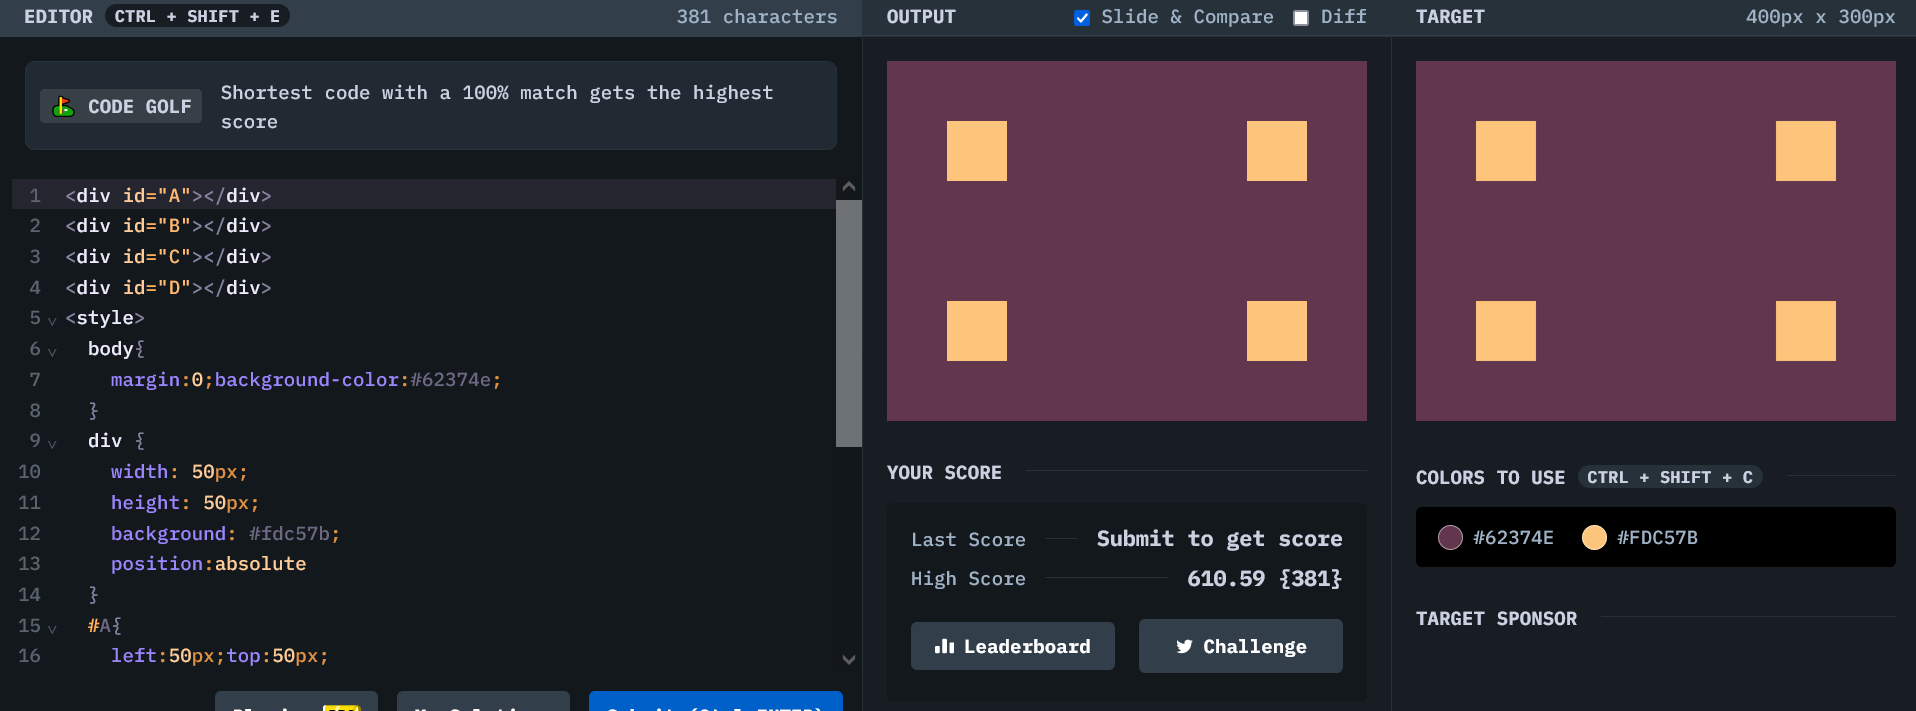 EDITOR CTRL + SHIFT + E 381 characters
OUTPUT Slide & Compare Diff
TARGET 400px x 300px
CODE GOLF
Shortest code with a 100% match gets the highest
score
1 <div id="A"></div>
2 <div id="B"></div>
3 <div id="C"></div>
4 <div id="D"></div>
5 <style>
6 body{
7 margin:0;background-color:#62374e;
8 }
9 div {
10 width: 50px;
11 height: 50px;
12 background: #fdc57b;
13 position:absolute
14 }
15 #A{
16 left:50px;top:50px;
YOUR SCORE
Last Score Submit to get score
High Score 610.59 {381}
Leaderboard Challenge
COLORS TO USE CTRL + SHIFT + C
#62374E #FDC57B
TARGET SPONSOR